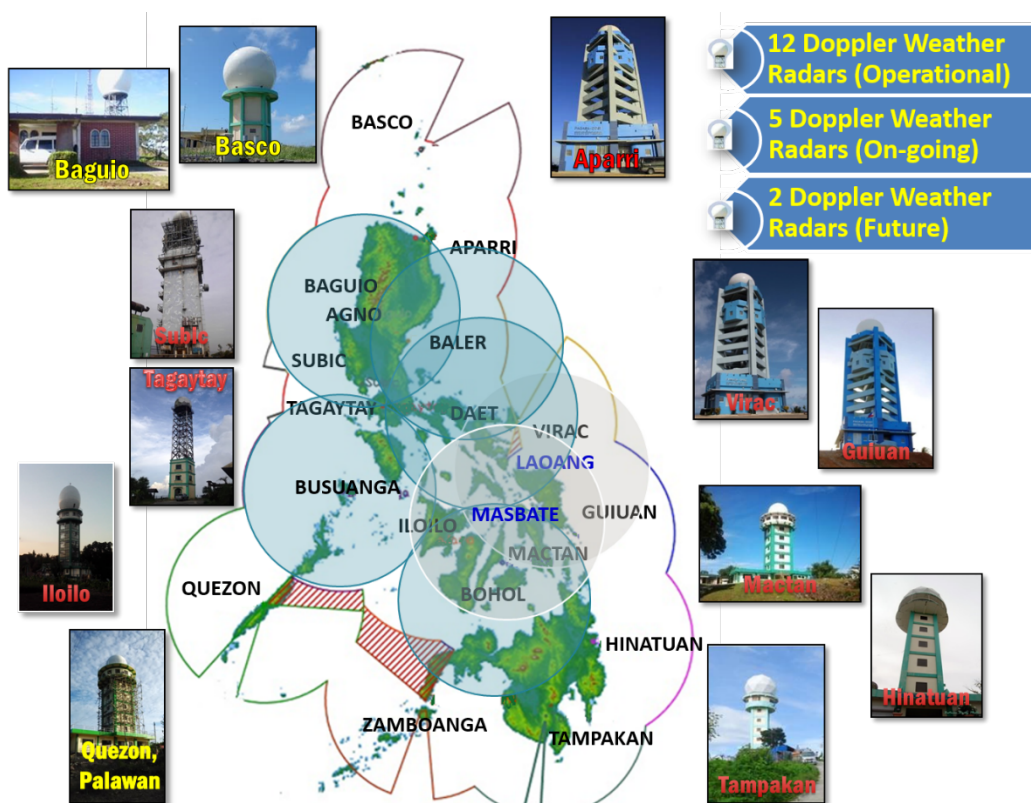 12 Doppler Weather
Radars (Operational)
5 Doppler Weather
Radars (On-going)
2 Doppler Weather
Radars (Future)
Baguio
Basco
Aparri
Subic
Tagaytay
Iloilo
Quezon,
Palawan
Virac
Guiuan
Mactan
Hinatuan
Tampakan
BASCO
APARRI
BAGUIO
AGNO
SUBIC
BALER
TAGAYTAY
DAET
VIRAC
LAOANG
BUSUANGA
MASBATE
GUIUAN
ILOILO
MACTAN
QUEZON
BOHOL
HINATUAN
ZAMBOANGA
TAMPAKAN